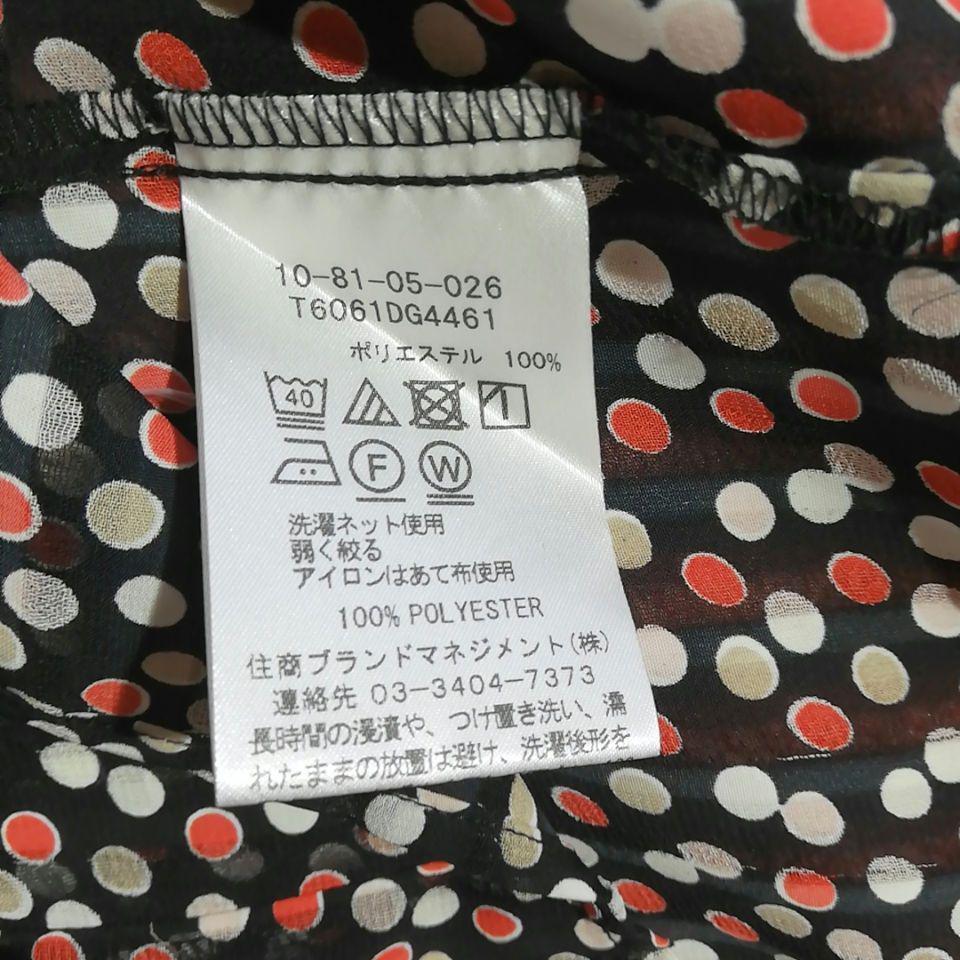 10-81-05-026
T6061DG4461
ポリエステル 100%
40
F W
洗濯ネット使用
弱く絞る
アイロンはあて布使用
100% POLYESTER
住商ブランドマネジメント(株)
連絡先 03-3404-7373
長時間の浸漬や、つけ置き洗い、濡
れたままの放置は避け、洗濯後形を